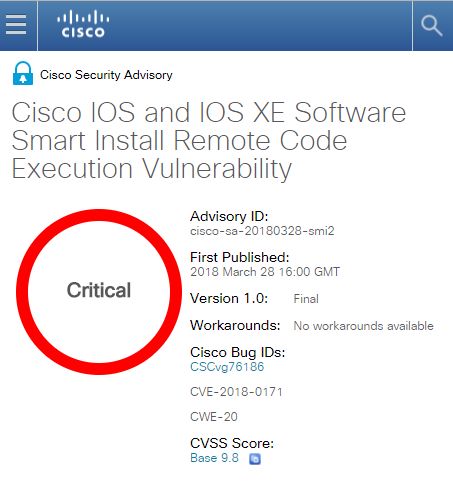 CISCO
Cisco Security Advisory
Cisco IOS and IOS XE Software
Smart Install Remote Code
Execution Vulnerability
Critical
Advisory ID:
cisco-sa-20180328-smi2
First Published:
2018 March 28 16:00 GMT
Version 1.0: Final
Workarounds: No workarounds available
Cisco Bug IDs:
CSCvg76186
CVE-2018-0171
CWE-20
CVSS Score:
Base 9.8